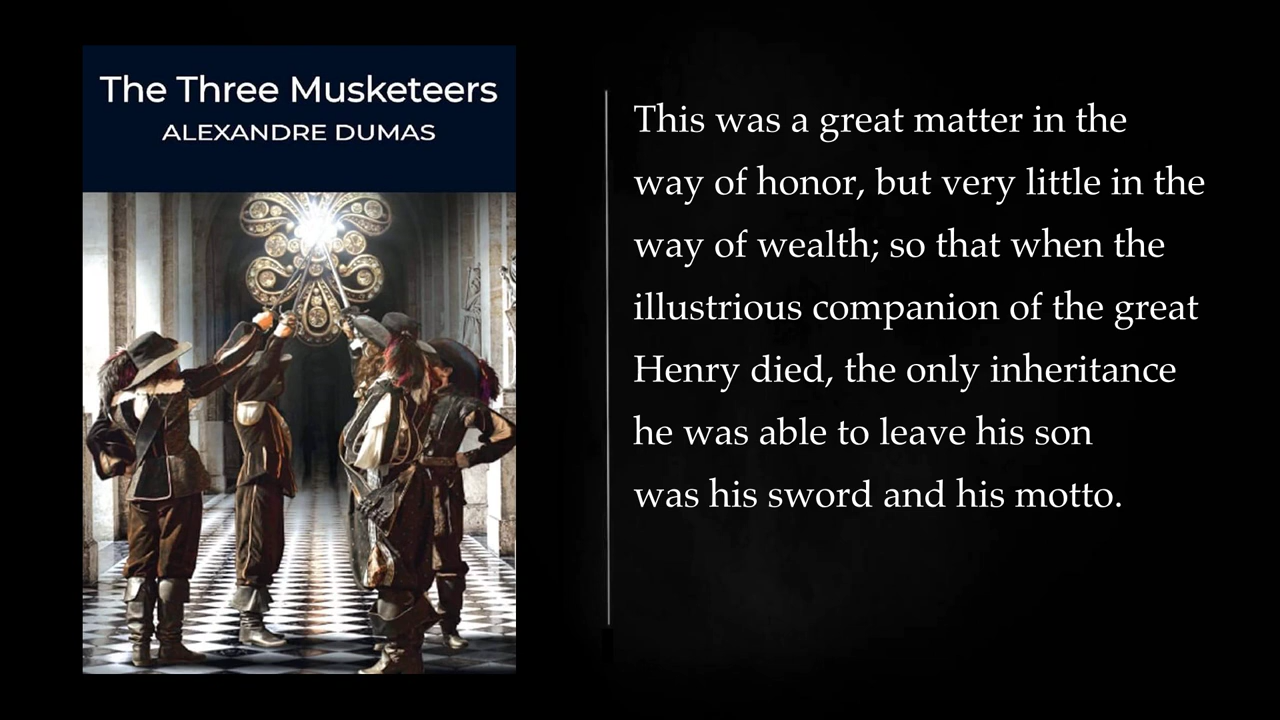 The Three Musketeers
ALEXANDRE DUMAS
This was a great matter in the
way of honor, but very little in the
way of wealth; so that when the
illustrious companion of the great
Henry died, the only inheritance
he was able to leave his son
was his sword and his motto.